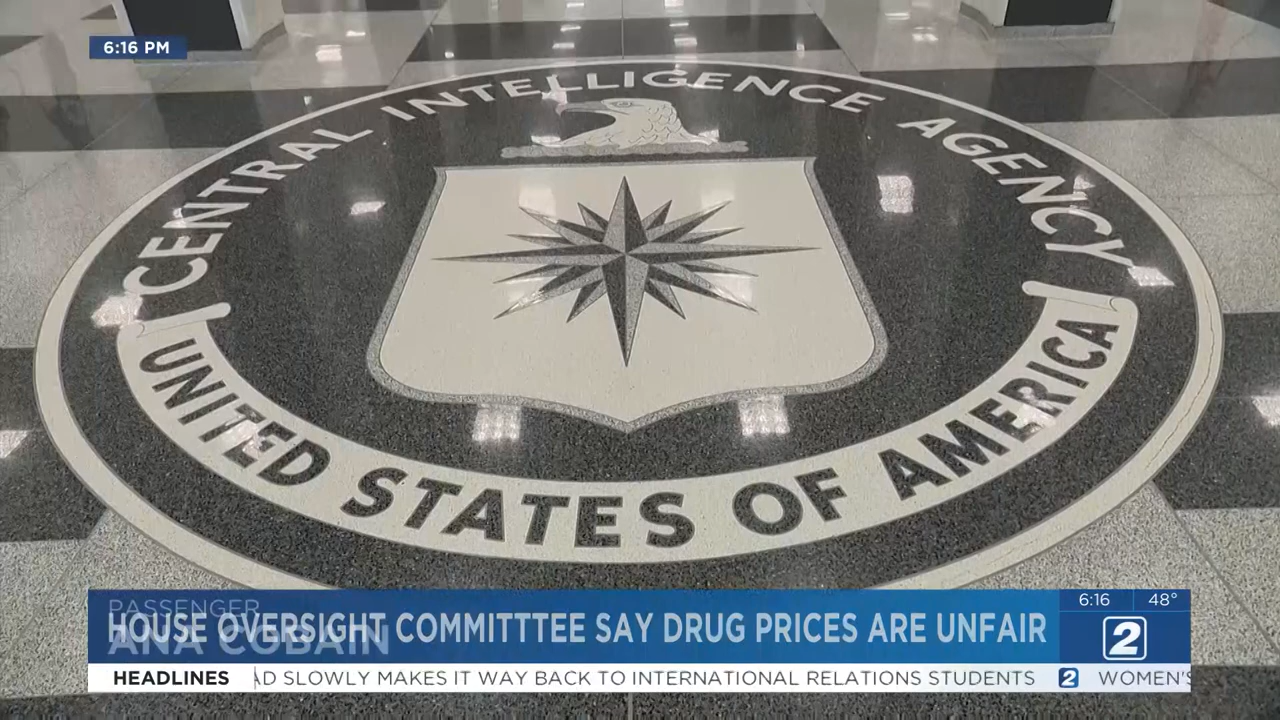 6:16 PM
CENTRAL INTELLIGENCE AGENCY
UNITED STATES OF AMERICA
PASSENGER
ANA COBAIN
HOUSE OVERSIGHT COMMITTTEE SAY DRUG PRICES ARE UNFAIR
6:16 48°
2
HEADLINES AD SLOWLY MAKES IT WAY BACK TO INTERNATIONAL RELATIONS STUDENTS 2 WOMEN'S